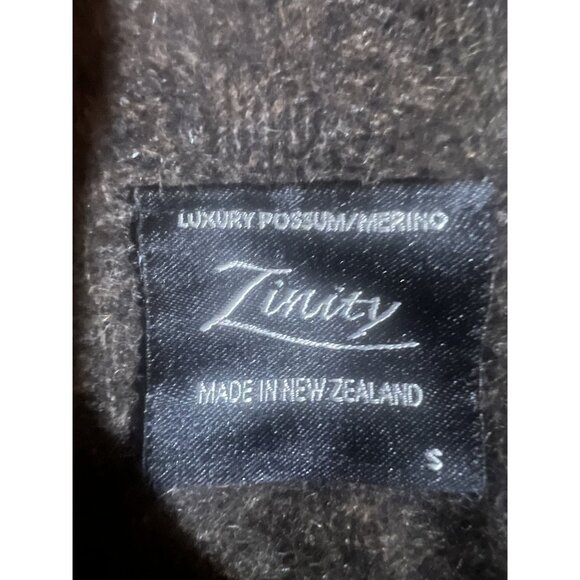 LUXURY POSSUM/MERINO
Zinity
MADE IN NEW ZEALAND
S